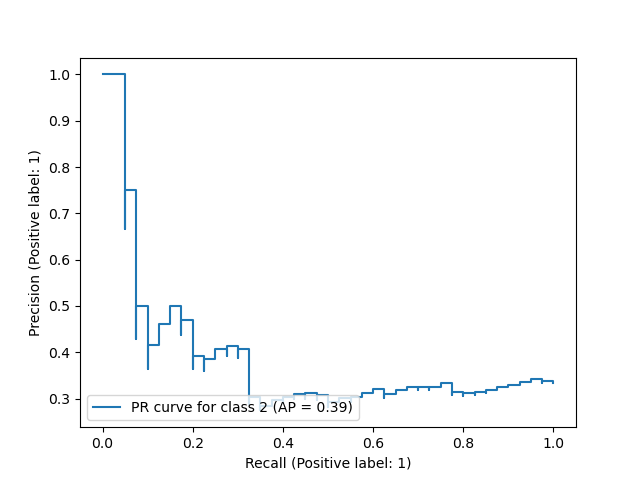 1.0
0.9
0.8
0.7
0.6
0.5
0.4
0.3
Precision (Positive label: 1)
PR curve for class 2 (AP = 0.39)
0.0 0.2 0.4 0.6 0.8 1.0
Recall (Positive label: 1)